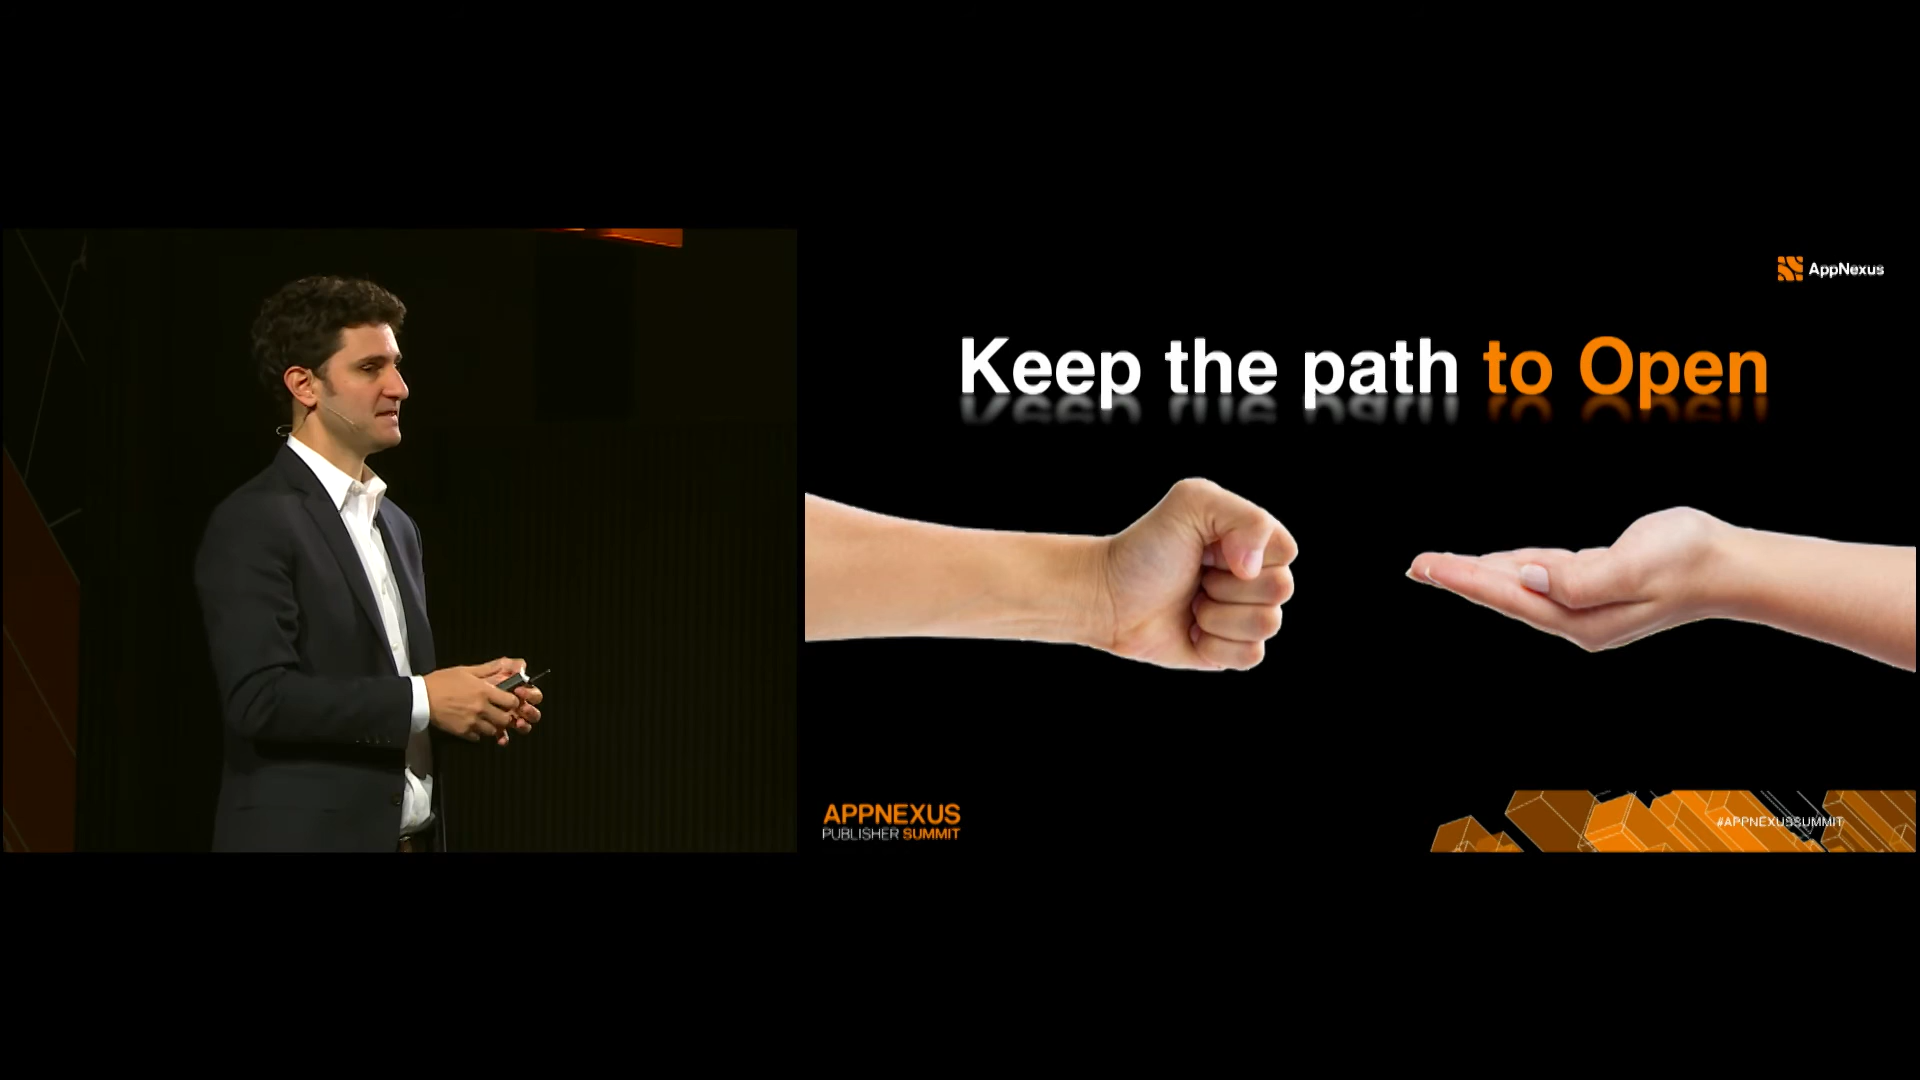 AppNexus
Keep the path to Open
APPNEXUS
PUBLISHER SUMMIT
#APPNEXUSSUMMIT